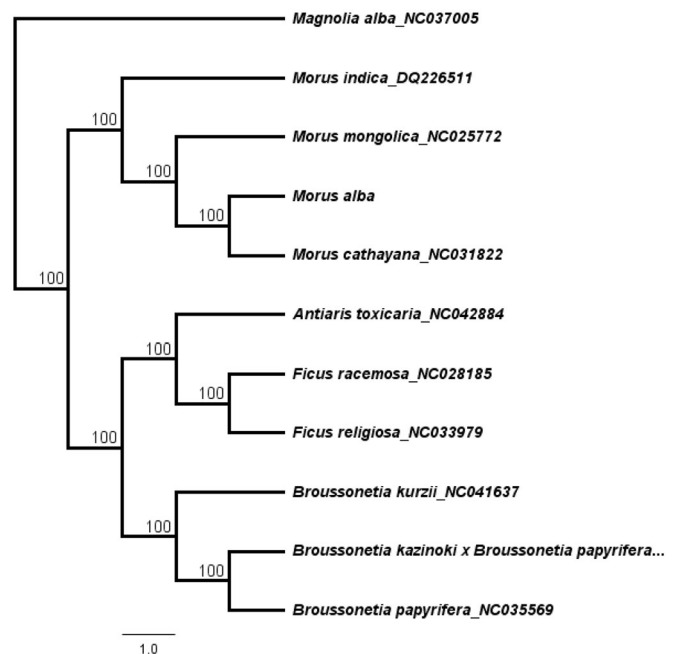 Magnolia alba_NC037005
Morus indica_DQ226511
100
Morus mongolica_NC025772
100
Morus alba
100
Morus cathayana_NC031822
100
Antiaris toxicaria_NC042884
100
Ficus racemosa_NC028185
100
Ficus religiosa_NC033979
100
Broussonetia kurzii_NC041637
100
Broussonetia kazinoki x Broussonetia papyrifera...
100
Broussonetia papyrifera_NC035569
1.0